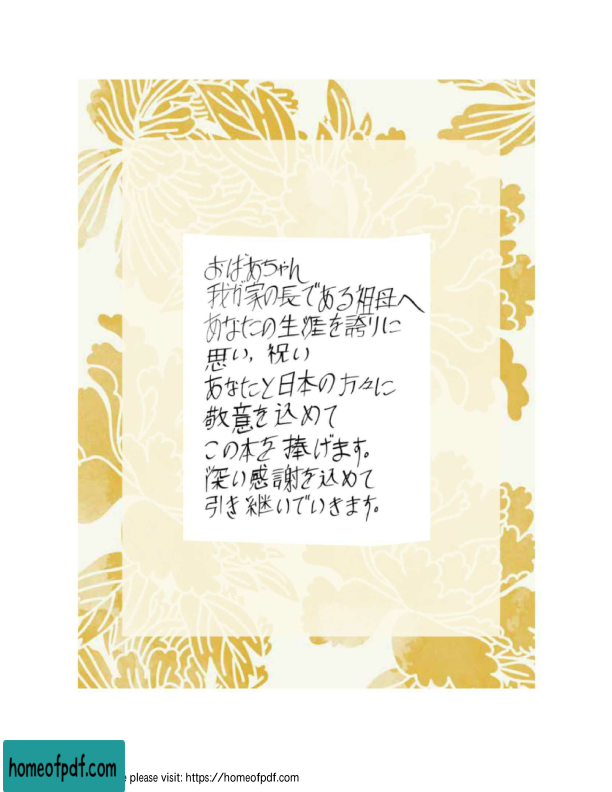 おばあちゃん
我が家の長である祖母へ
あなたの生涯を誇りに
思い, 祝い
あなたと日本の方々に
敬意を込めて
この本を捧げます。
深い感謝を込めて
引き継いでいきます。
homeofpdf.com
e please visit: https://homeofpdf.com